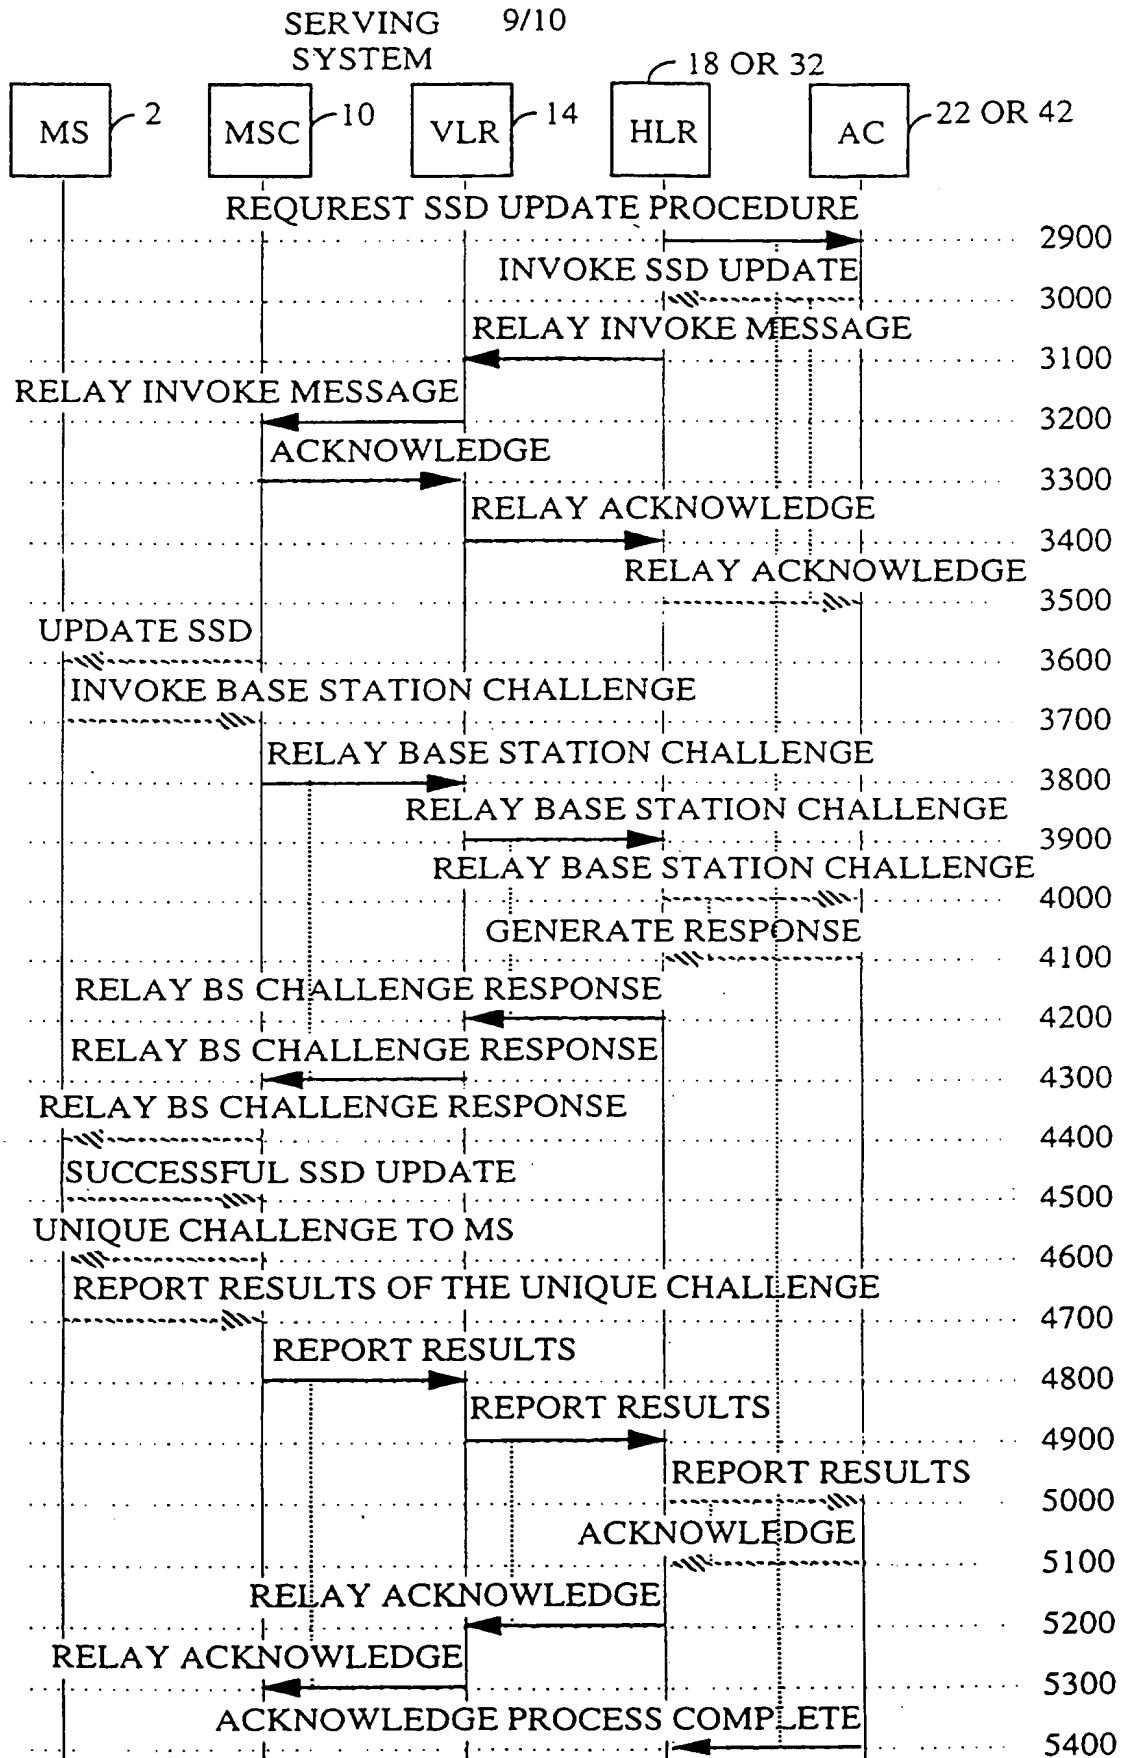 SERVING 9/10
SYSTEM
18 OR 32
MS 2 MSC 10 VLR 14 HLR AC 22 OR 42
REQUREST SSD UPDATE PROCEDURE
2900
INVOKE SSD UPDATE
3000
RELAY INVOKE MESSAGE
3100
RELAY INVOKE MESSAGE
3200
ACKNOWLEDGE
3300
RELAY ACKNOWLEDGE
3400
RELAY ACKNOWLEDGE
3500
UPDATE SSD
3600
INVOKE BASE STATION CHALLENGE
3700
RELAY BASE STATION CHALLENGE
3800
RELAY BASE STATION CHALLENGE
3900
RELAY BASE STATION CHALLENGE
4000
GENERATE RESPONSE
4100
RELAY BS CHALLENGE RESPONSE
4200
RELAY BS CHALLENGE RESPONSE
4300
RELAY BS CHALLENGE RESPONSE
4400
SUCCESSFUL SSD UPDATE
4500
UNIQUE CHALLENGE TO MS
4600
REPORT RESULTS OF THE UNIQUE CHALLENGE
4700
REPORT RESULTS
4800
REPORT RESULTS
4900
REPORT RESULTS
5000
ACKNOWLEDGE
5100
RELAY ACKNOWLEDGE
5200
RELAY ACKNOWLEDGE
5300
ACKNOWLEDGE PROCESS COMPLETE
5400